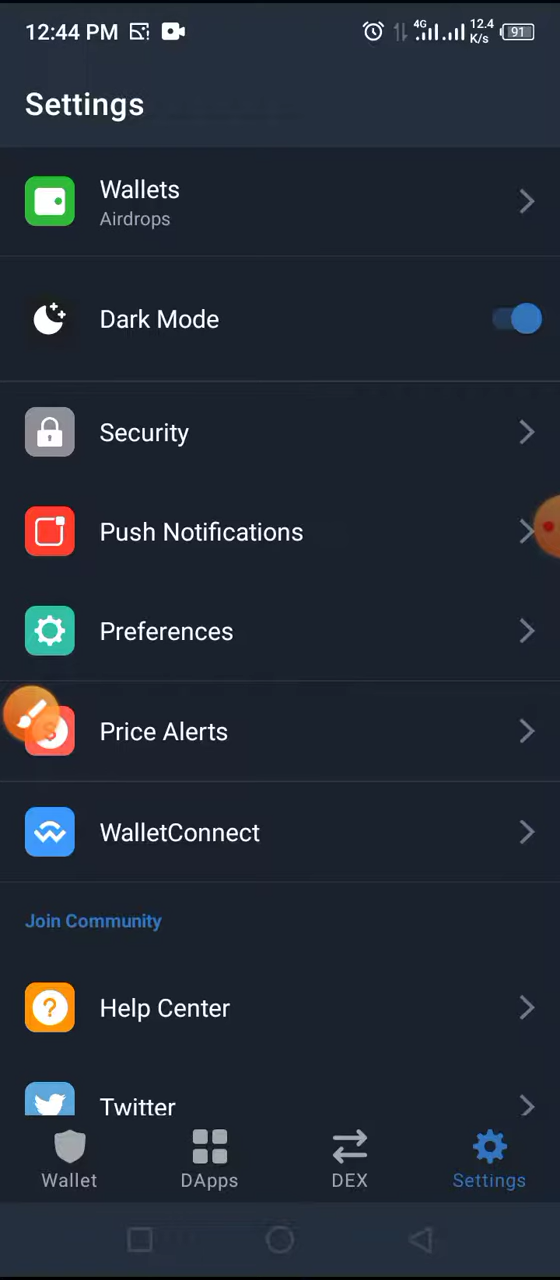 12:44 PM 4G 12.4 K/s 91
Settings
Wallets
Airdrops
Dark Mode
Security
Push Notifications
Preferences
Price Alerts
WalletConnect
Join Community
Help Center
Twitter
Wallet DApps DEX Settings